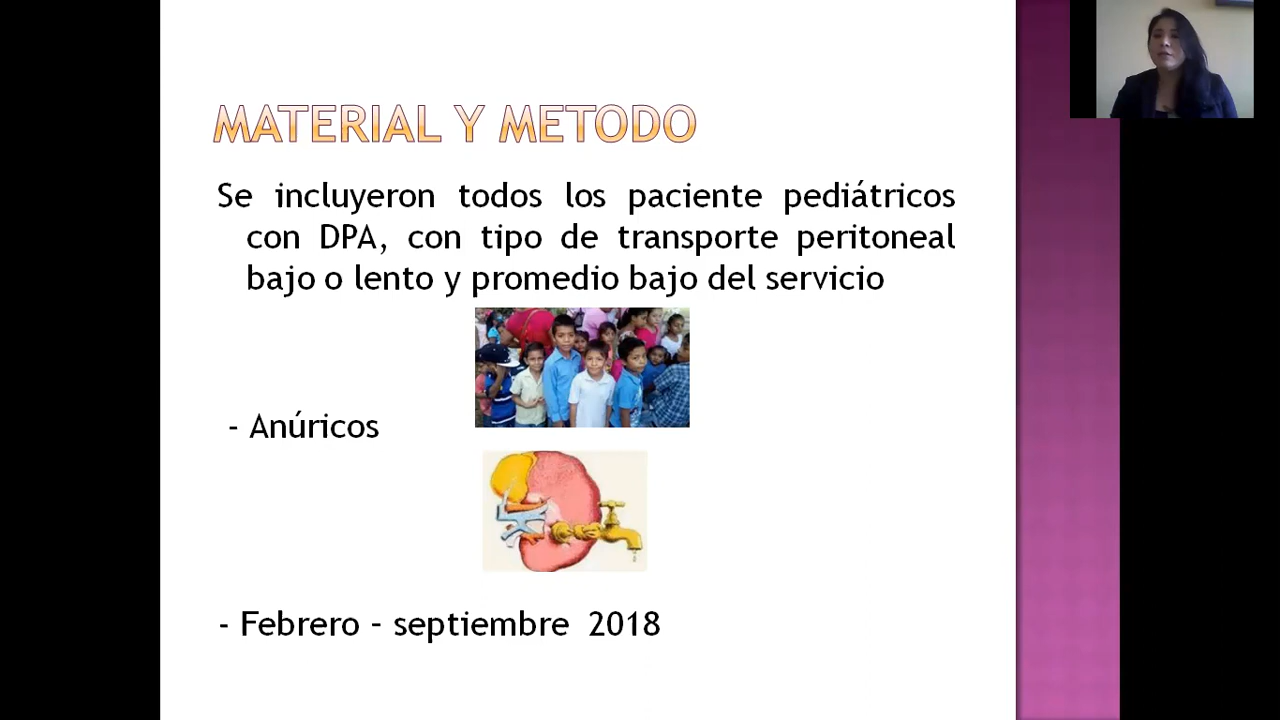 MATERIAL Y METODO
Se incluyeron todos los paciente pediátricos
con DPA, con tipo de transporte peritoneal
bajo o lento y promedio bajo del servicio
- Anúricos
- Febrero – septiembre 2018